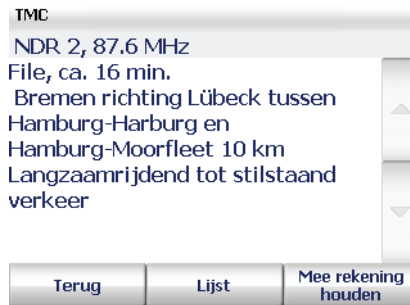 TMC
NDR 2, 87.6 MHz
File, ca. 16 min.
Bremen richting Lübeck tussen
Hamburg-Harburg en
Hamburg-Moorfleet 10 km
Langzaamrijdend tot stilstaand
verkeer
Terug
Lijst
Mee rekening
houden